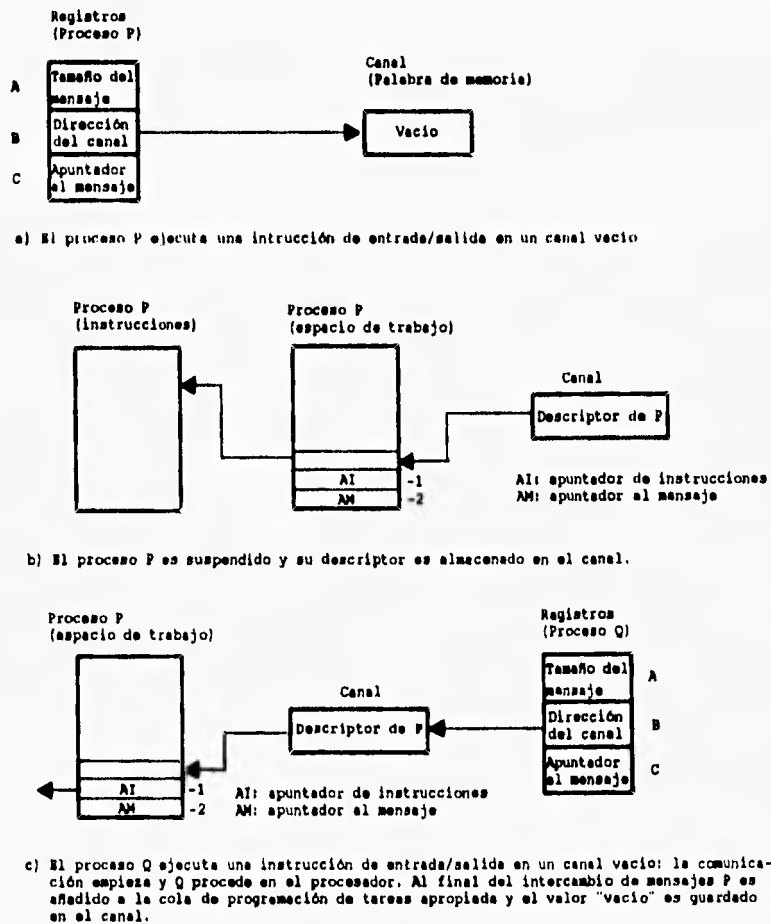 Registros
(Proceso P)
Canal
(Palabra de memoria)
A
Tamaño del
mensaje
B
Dirección
del canal
Vacio
C
Apuntador
al mensaje
a) El proceso P ejecuta una intrucción de entrada/salida en un canal vacio
Proceso P
(instrucciones)
Proceso P
(espacio de trabajo)
Canal
Descriptor de P
AI
-1
AM
-2
AI: apuntador de instrucciones
AM: apuntador al mensaje
b) El proceso P es suspendido y su descriptor es almacenado en el canal.
Proceso P
(espacio de trabajo)
Registros
(Proceso Q)
Canal
Descriptor de P
Tamaño del
mensaje
A
Dirección
del canal
B
Apuntador
al mensaje
C
AI
-1
AM
-2
AI: apuntador de instrucciones
AM: apuntador al mensaje
c) El proceso Q ejecuta una instrucción de entrada/salida en un canal vacio: la comunica-
ción empieza y Q procede en el procesador. Al final del intercambio de mensajes P es
añadido a la cola de programación de tareas apropiada y el valor "vacio" es guardado
en el canal.